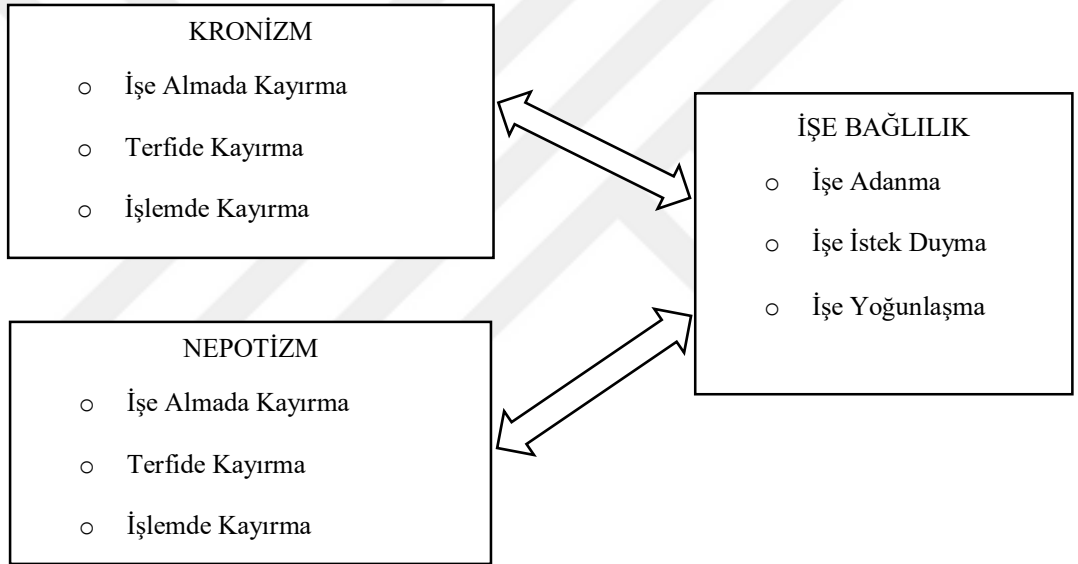 KRONİZM
o İşe Almada Kayırma
o Terfide Kayırma
o İşlemde Kayırma
İŞE BAĞLILIK
o İşe Adanma
o İşe İstek Duyma
o İşe Yoğunlaşma
NEPOTİZM
o İşe Almada Kayırma
o Terfide Kayırma
o İşlemde Kayırma